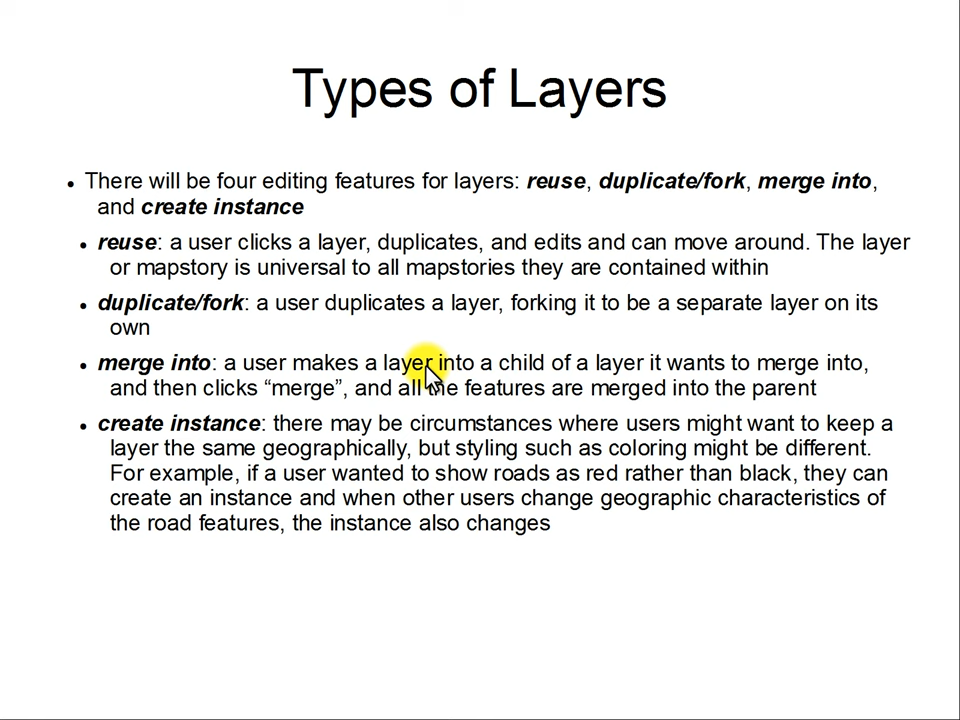 Types of Layers
• There will be four editing features for layers: reuse, duplicate/fork, merge into,
and create instance
• reuse: a user clicks a layer, duplicates, and edits and can move around. The layer
or mapstory is universal to all mapstories they are contained within
• duplicate/fork: a user duplicates a layer, forking it to be a separate layer on its
own
• merge into: a user makes a layer into a child of a layer it wants to merge into,
and then clicks “merge”, and all the features are merged into the parent
• create instance: there may be circumstances where users might want to keep a
layer the same geographically, but styling such as coloring might be different.
For example, if a user wanted to show roads as red rather than black, they can
create an instance and when other users change geographic characteristics of
the road features, the instance also changes